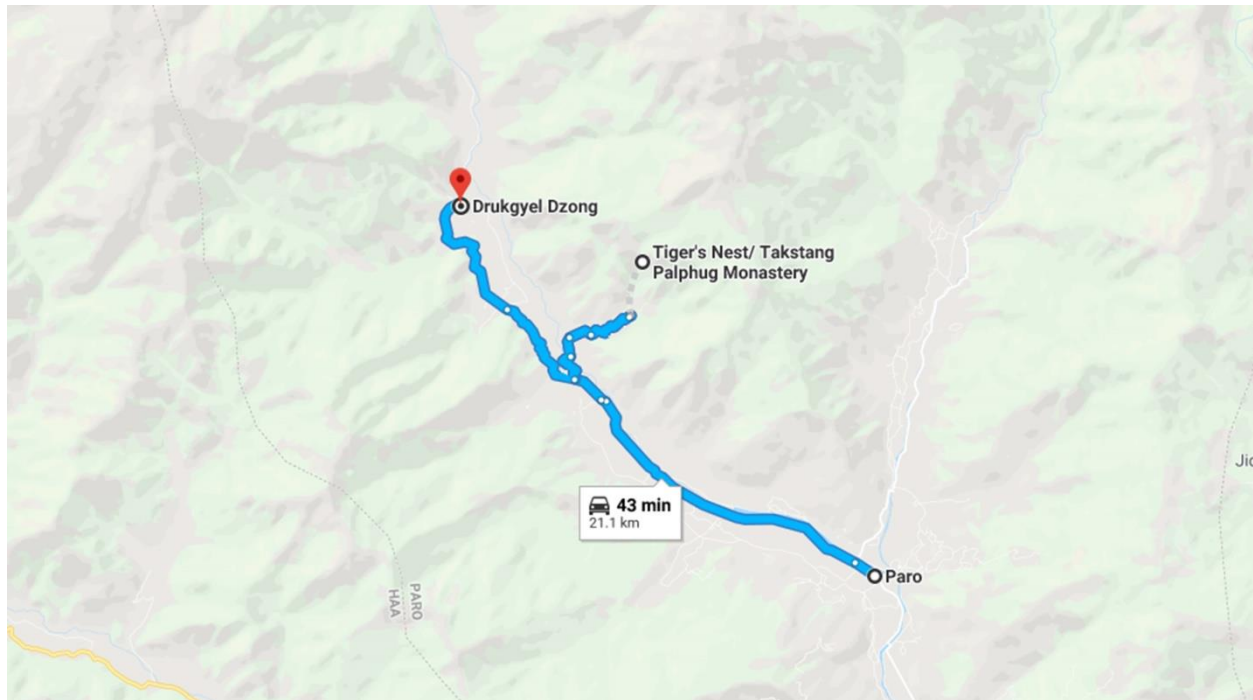 Drukgyel Dzong
Tiger's Nest/ Takstang
Palphug Monastery
43 min
21.1 km
Paro
PARO
HAA